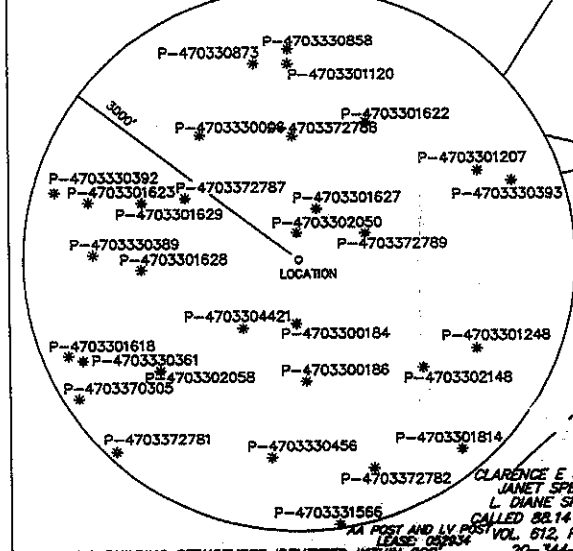 P-4703330858
P-4703330873
P-4703301120
3000'
P-4703301622
P-4703330096 P-4703372788
P-4703301207
P-4703330392
P-4703330393
P-4703301623 P-4703372787
P-4703301627
P-4703301629
P-4703302050
P-4703372789
P-4703330389
P-4703301628
LOCATION
P-4703304421
P-4703300184
P-4703301618
P-4703301248
P-4703330361
P-4703302058
P-4703300186
P-4703302148
P-4703370305
P-4703372781
P-4703330456
P-4703301814
P-4703372782
CLARENCE E
JANET
L. DIANE
CALLED 88.14
P-4703331566
AA POST AND LV POST
VOL. 612,
LEASE: 052934